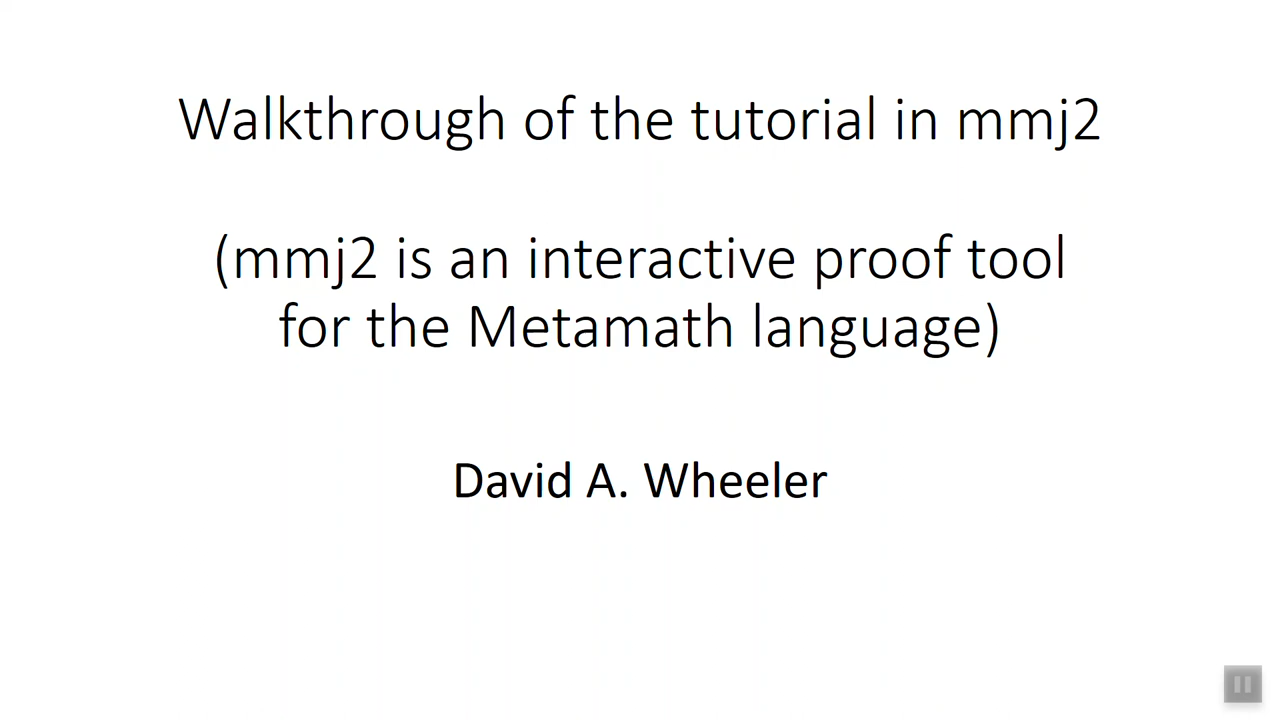 Walkthrough of the tutorial in mmj2
(mmj2 is an interactive proof tool
for the Metamath language)
David A. Wheeler